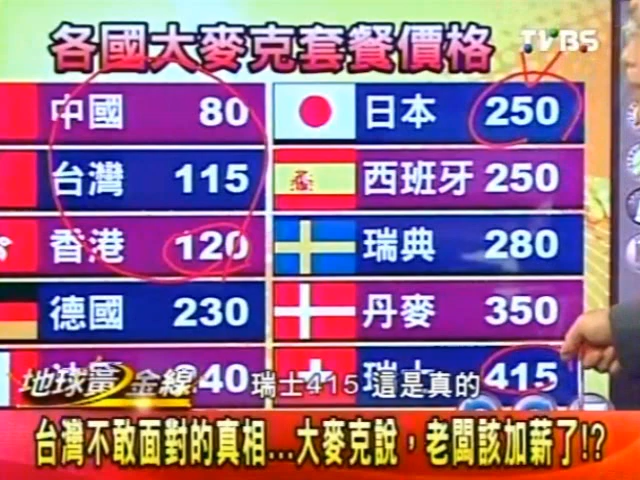 各國大麥克套餐價格
TVBS
中國 80
日本 250
台灣 115
西班牙 250
香港 120
瑞典 280
德國 230
丹麥 350
40
瑞士 415
地球黃金線
瑞士415這是真的
台灣不敢面對的真相...大麥克說，老闆該加薪了!?